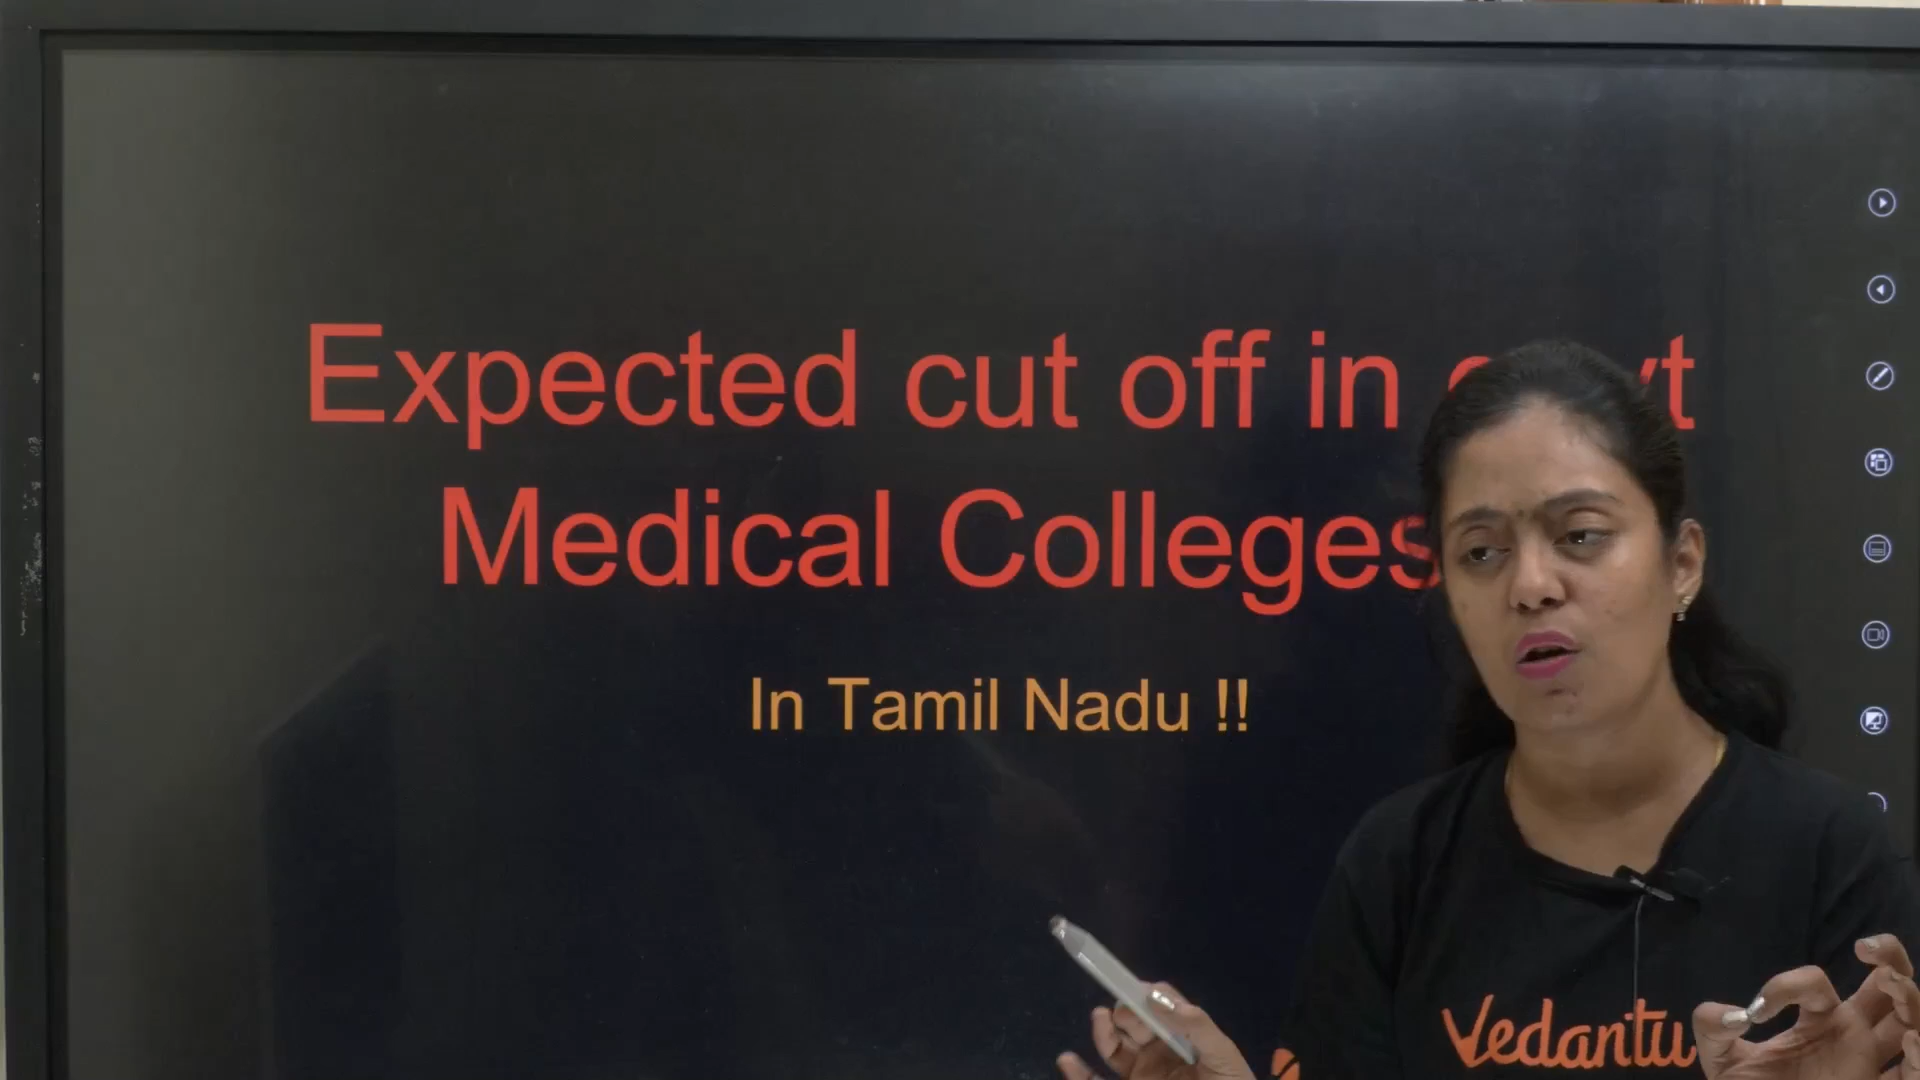 Expected cut off in
Medical Colleges
In Tamil Nadu !!
Vedantu